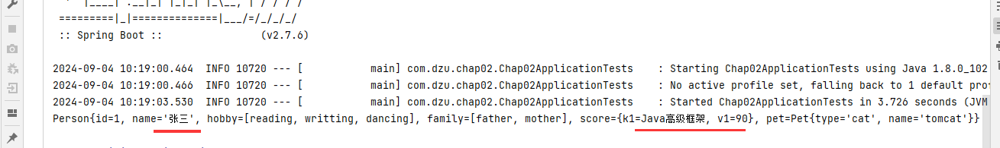 =========|_|==============|___/=/_/_/_/
:: Spring Boot :: (v2.7.6)
2024-09-04 10:19:00.464 INFO 10720 --- [ main] com.dzu.chap02.Chap02ApplicationTests : Starting Chap02ApplicationTests using Java 1.8.0_102
2024-09-04 10:19:00.466 INFO 10720 --- [ main] com.dzu.chap02.Chap02ApplicationTests : No active profile set, falling back to 1 default pro
2024-09-04 10:19:03.530 INFO 10720 --- [ main] com.dzu.chap02.Chap02ApplicationTests : Started Chap02ApplicationTests in 3.726 seconds (JVM
Person{id=1, name='张三', hobby=[reading, writting, dancing], family=[father, mother], score={k1=Java高级框架, v1=90}, pet=Pet{type='cat', name='tomcat'}}